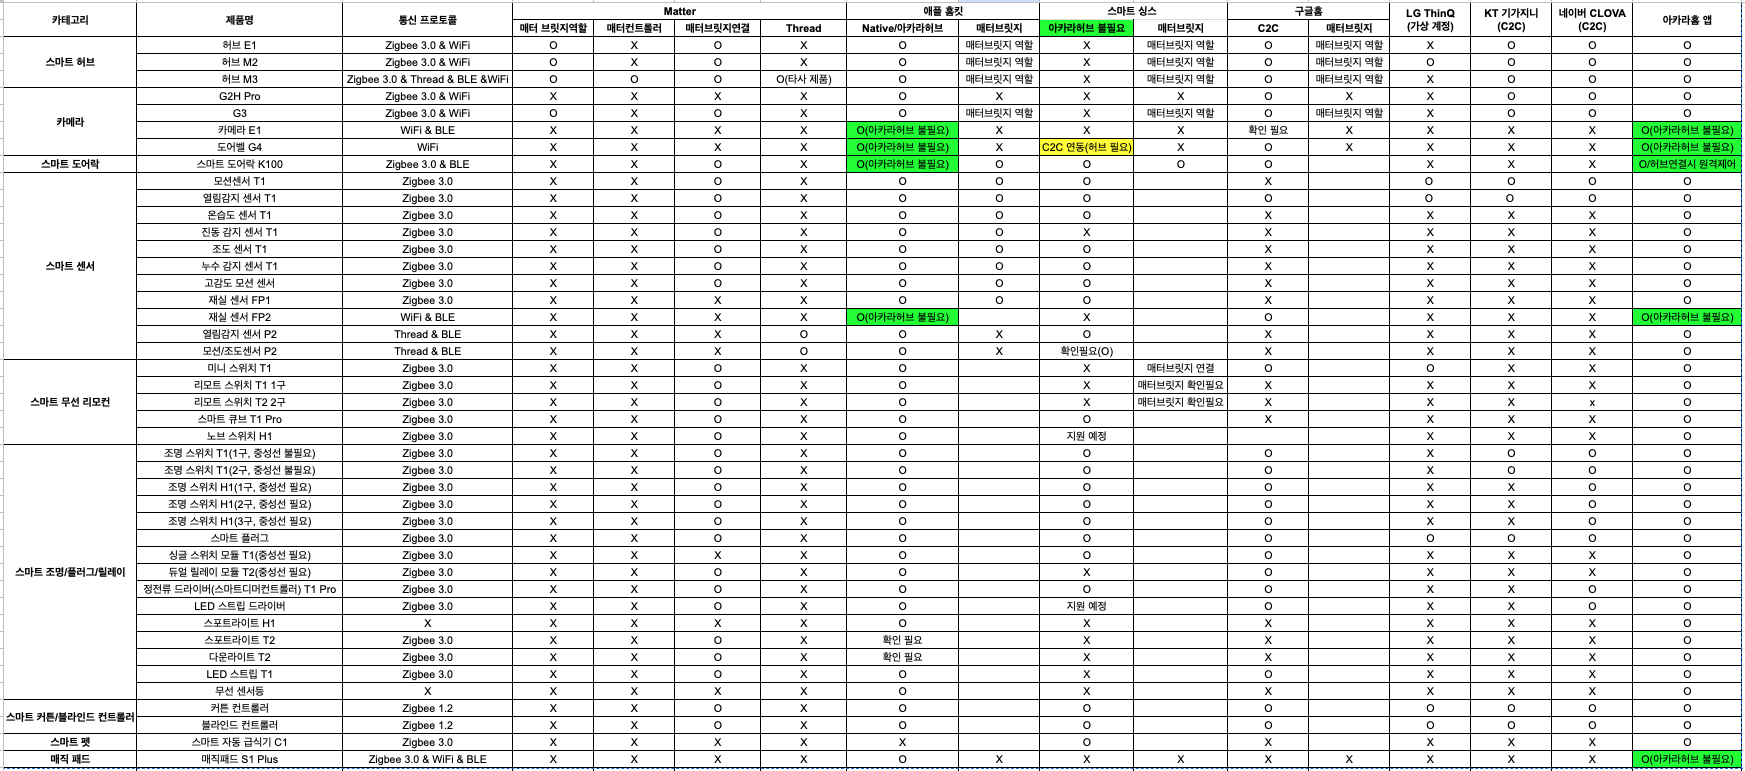 카테고리 제품명 통신 프로토콜 Matter 애플 홈킷 스마트 싱스 구글홈 LG ThinQ (가상 계정) KT 기가지니 (C2C) 네이버 CLOVA (C2C) 아카라홈 앱
매터 브릿지역할 매터컨트롤러 매터브릿지연결 Thread Native/아카라허브 매터브릿지 아카라허브 불필요 매터브릿지 C2C 매터브릿지
스마트 허브 허브 E1 Zigbee 3.0 & WiFi O X O X O 매터브릿지 역할 X 매터브릿지 역할 O 매터브릿지 역할 X O O O
허브 M2 Zigbee 3.0 & WiFi O X O X O 매터브릿지 역할 X 매터브릿지 역할 O 매터브릿지 역할 O O O O
허브 M3 Zigbee 3.0 & Thread & BLE &WiFi O O O O(타사 제품) O 매터브릿지 역할 X 매터브릿지 역할 O 매터브릿지 역할 X O O O
카메라 G2H Pro Zigbee 3.0 & WiFi X X X X O X X X O X X O O O
G3 Zigbee 3.0 & WiFi O X O X O 매터브릿지 역할 X 매터브릿지 역할 O 매터브릿지 역할 X O O O
카메라 E1 WiFi & BLE X X X X O(아카라허브 불필요) X X X 확인 필요 X X X X O(아카라허브 불필요)
도어벨 G4 WiFi X X X X O(아카라허브 불필요) X C2C 연동(허브 필요) X O X X X X O(아카라허브 불필요)
스마트 도어락 스마트 도어락 K100 Zigbee 3.0 & BLE X X O X O(아카라허브 불필요) O O O O X X X O/허브연결시 원격제어
스마트 센서 모션센서 T1 Zigbee 3.0 X X O X O O O X O O O O
열림감지 센서 T1 Zigbee 3.0 X X O X O O O O O O O O
온습도 센서 T1 Zigbee 3.0 X X O X O O O X X X X O
진동 감지 센서 T1 Zigbee 3.0 X X O X O O X X X X X O
조도 센서 T1 Zigbee 3.0 X X O X O O O X X X X O
누수 감지 센서 T1 Zigbee 3.0 X X O X O O O X X X X O
고감도 모션 센서 Zigbee 3.0 X X O X O O O X X X X O
재실 센서 FP1 Zigbee 3.0 X X X X O O O X X X X O
재실 센서 FP2 WiFi & BLE X X X X O(아카라허브 불필요) X O X X X O(아카라허브 불필요)
열림감지 센서 P2 Thread & BLE X X X O O X O X X X X O
모션/조도센서 P2 Thread & BLE X X X O O X 확인필요(O) X X X X O
스마트 무선 리모컨 미니 스위치 T1 Zigbee 3.0 X X O X O X 매터브릿지 연결 O O X X O
리모트 스위치 T1 1구 Zigbee 3.0 X X O X O X 매터브릿지 확인필요 X X X X O
리모트 스위치 T2 2구 Zigbee 3.0 X X O X O X 매터브릿지 확인필요 X X X x O
스마트 큐브 T1 Pro Zigbee 3.0 X X O X O O X X X X O
노브 스위치 H1 Zigbee 3.0 X X O X O 지원 예정 X X X O
스마트 조명/플러그/릴레이 조명 스위치 T1(1구, 중성선 불필요) Zigbee 3.0 X X O X O O O X O O O
조명 스위치 T1(2구, 중성선 불필요) Zigbee 3.0 X X O X O O O X O O O
조명 스위치 H1(1구, 중성선 필요) Zigbee 3.0 X X O X O O O X X O O
조명 스위치 H1(2구, 중성선 필요) Zigbee 3.0 X X O X O O O X X O O
조명 스위치 H1(3구, 중성선 필요) Zigbee 3.0 X X O X O O O X X O O
스마트 플러그 Zigbee 3.0 X X O X O O O O O O O
싱글 스위치 모듈 T1(중성선 필요) Zigbee 3.0 X X X X O O O X X X O
듀얼 릴레이 모듈 T2(중성선 필요) Zigbee 3.0 X X O X O X O X X X O
정전류 드라이버(스마트디머컨트롤러) T1 Pro Zigbee 3.0 X X O X O O O X X O O
LED 스트립 드라이버 Zigbee 3.0 X X O X O 지원 예정 O X X O O
스포트라이트 H1 X X X X X O X X X X X O
스포트라이트 T2 Zigbee 3.0 X X O X 확인 필요 X X X X X O
다운라이트 T2 Zigbee 3.0 X X O X 확인 필요 X X X X X O
LED 스트립 T1 Zigbee 3.0 X X O X O X O X X X O
무선 센서등 X X X X X O X X X X X O
스마트 커튼/블라인드 컨트롤러 커튼 컨트롤러 Zigbee 1.2 X X O X O O O O O O O
블라인드 컨트롤러 Zigbee 1.2 X X O X O O O O O O O
스마트 펫 스마트 자동 급식기 C1 Zigbee 3.0 X X X X X O X X X X O
매직 패드 매직패드 S1 Plus Zigbee 3.0 & WiFi & BLE X X X X O X X X X X X X X O(아카라허브 불필요)